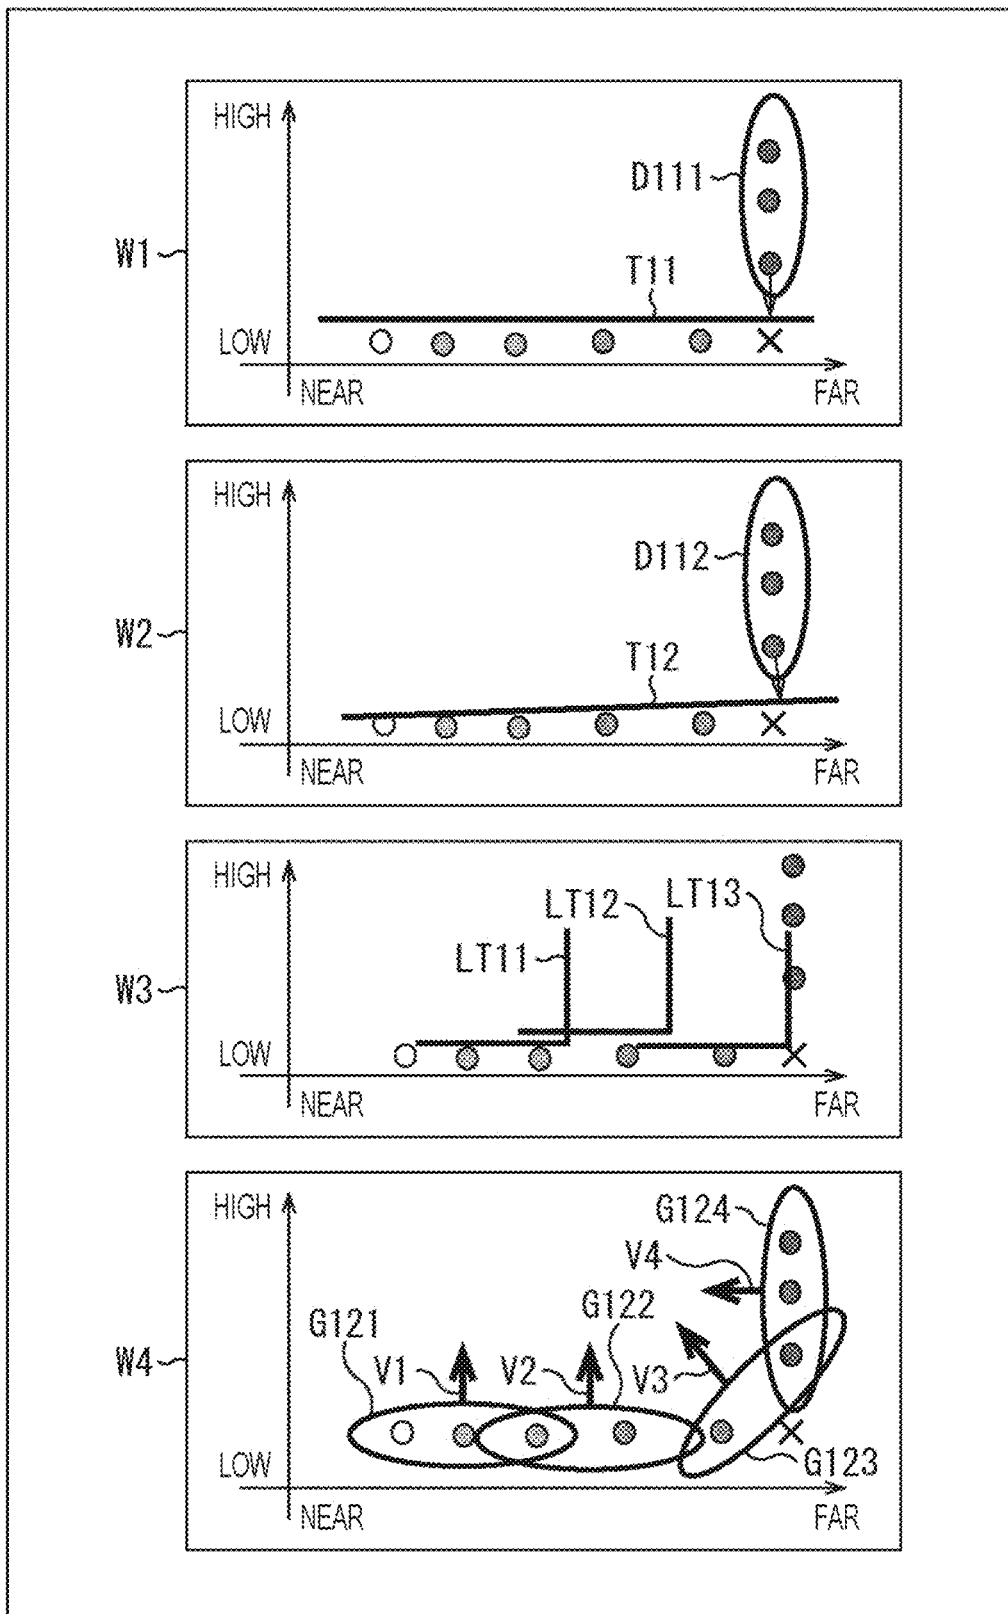 HIGH
D111
W1
T11
LOW
NEAR
FAR
HIGH
D112
W2
T12
LOW
NEAR
FAR
HIGH
LT12
LT13
LT11
W3
LOW
NEAR
FAR
HIGH
G124
V4
G122
G121
W4
V1
V2
V3
LOW
G123
NEAR
FAR